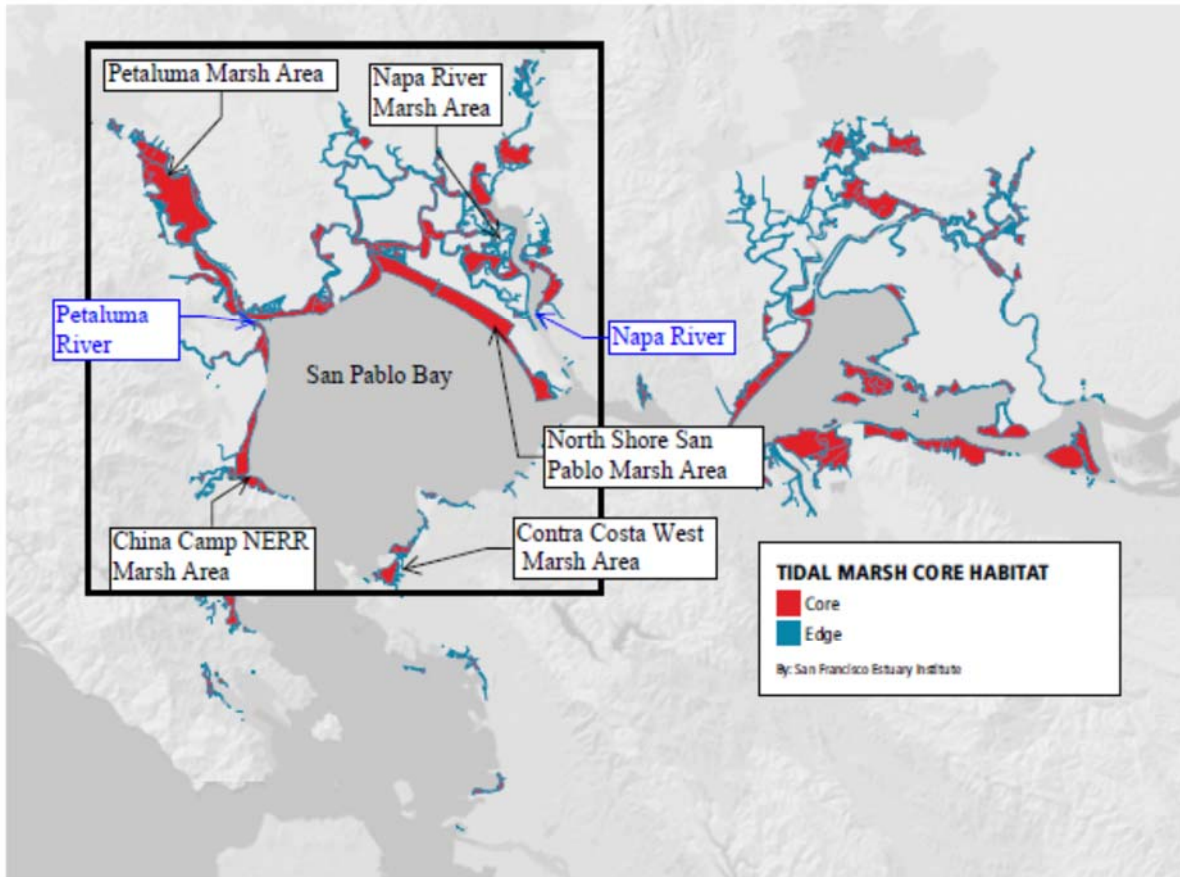 Petaluma Marsh Area
Napa River
Marsh Area
Petaluma
River
Napa River
San Pablo Bay
North Shore San
Pablo Marsh Area
China Camp NERR
Marsh Area
Contra Costa West
Marsh Area
TIDAL MARSH CORE HABITAT
Core
Edge
By: San Francisco Estuary Institute